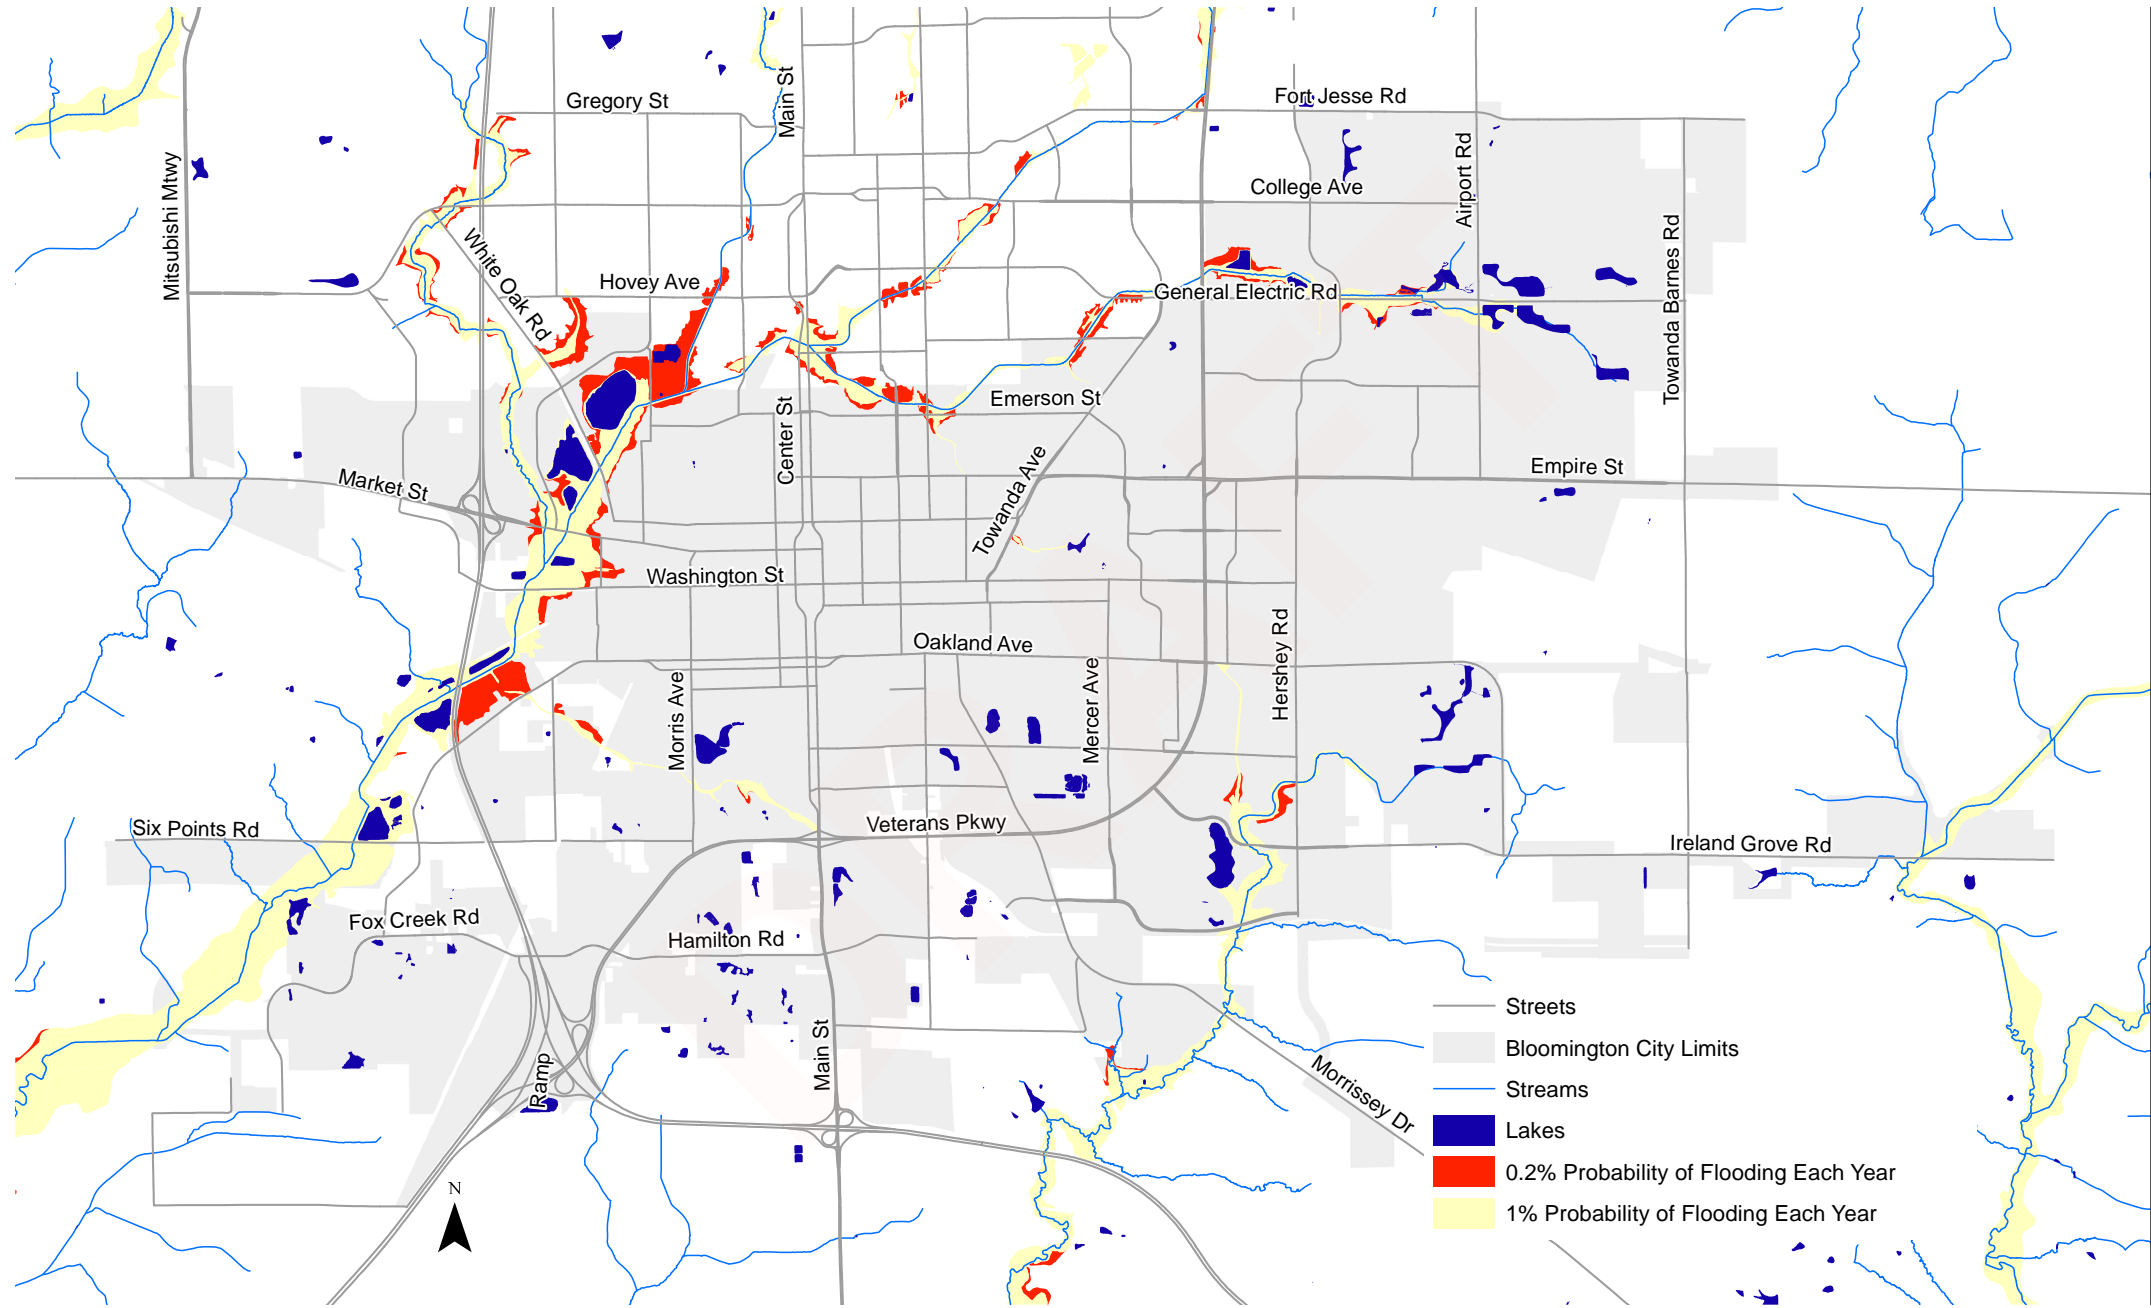 Main St
Gregory St
Fort Jesse Rd
Mitsubishi Mtwy
College Ave
Airport Rd
White Oak Rd
Hovey Ave
General Electric Rd
Towanda Barnes Rd
Emerson St
Center St
Market St
Towanda Ave
Empire St
Washington St
Oakland Ave
Hershey Rd
Morris Ave
Mercer Ave
Six Points Rd
Veterans Pkwy
Ireland Grove Rd
Fox Creek Rd
Hamilton Rd
Main St
Ramp
Morrissey Dr
N
Streets
Bloomington City Limits
Streams
Lakes
0.2% Probability of Flooding Each Year
1% Probability of Flooding Each Year